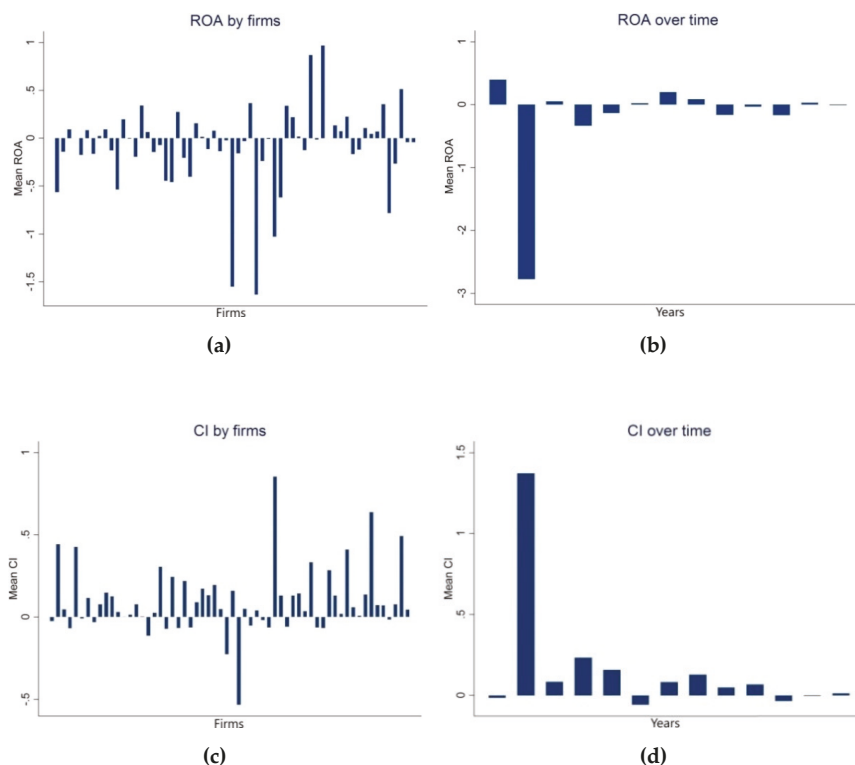 ROA by firms
1
.5
0
-.5
-1
-1.5
Mean ROA
Firms
(a)
ROA over time
1
0
-1
-2
-3
Mean ROA
Years
(b)
CI by firms
1
.5
0
-.5
Mean CI
Firms
(c)
CI over time
1.5
1
.5
0
Mean CI
Years
(d)